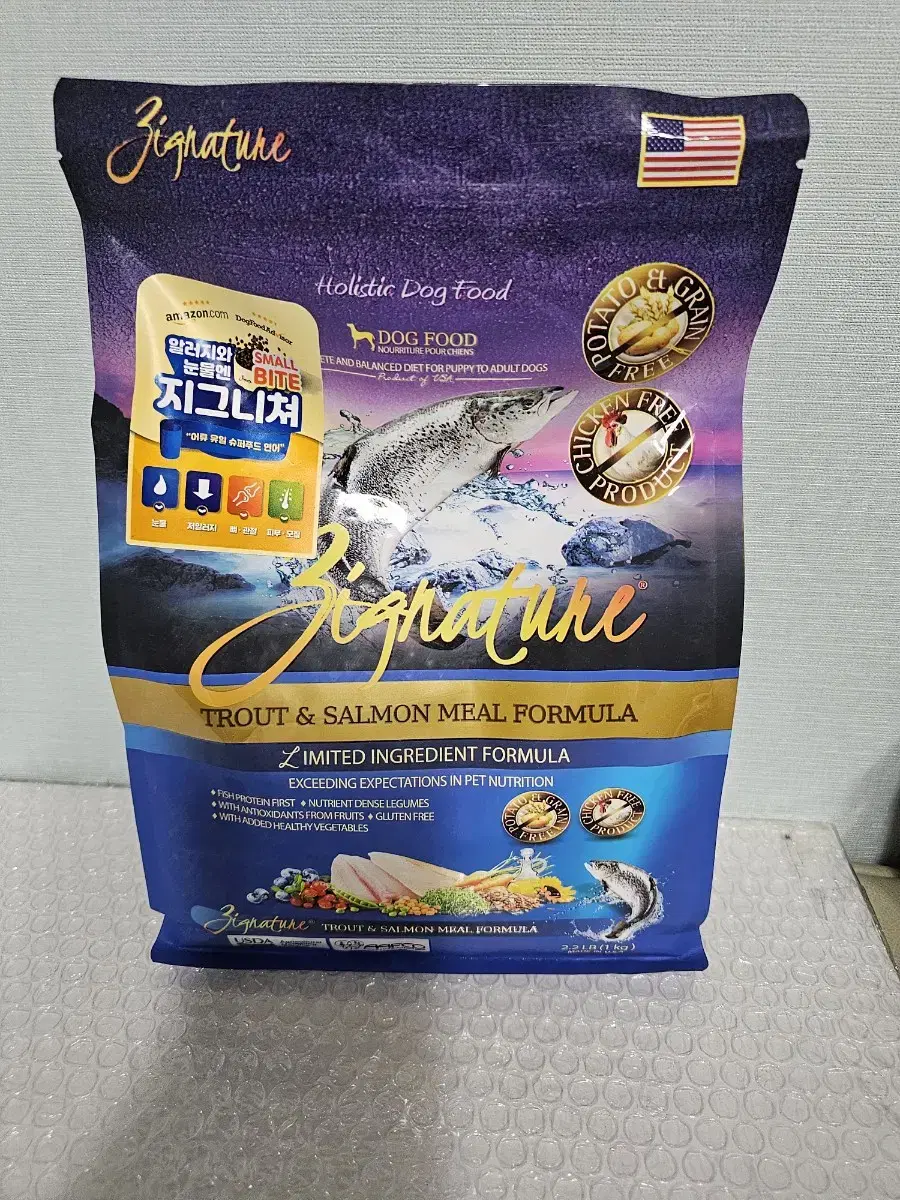 Zignature
Holistic Dog Food
DOG FOOD
NOURRITURE POUR CHIENS
ETE AND BALANCED DIET FOR PUPPY TO ADULT DOGS
Product of USA
POTATO & GRAIN
FREE
CHICKEN FREE
PRODUCT
amazon.com
DogFoodAdvisor
알러지와
눈물엔
SMALL
BITE
지그니쳐
"어류 유일 슈퍼푸드 연어"
눈물
저알러지
뼈·관절
피부·모질
Zignature®
TROUT & SALMON MEAL FORMULA
LIMITED INGREDIENT FORMULA
EXCEEDING EXPECTATIONS IN PET NUTRITION
♦ FISH PROTEIN FIRST ♦ NUTRIENT DENSE LEGUMES
♦ WITH ANTIOXIDANTS FROM FRUITS ♦ GLUTEN FREE
♦ WITH ADDED HEALTHY VEGETABLES
POTATO & GRAIN
FREE
CHICKEN FREE
PRODUCT
Zignature® TROUT & SALMON MEAL FORMULA
USDA
2.2 LB (1 kg)
MADE IN U.S.A